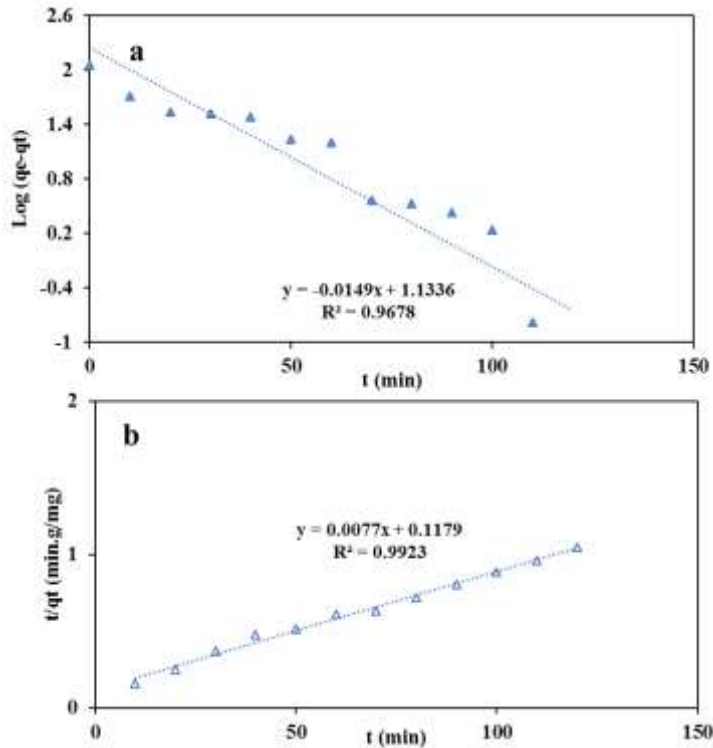 2.6
a
2
1.4
0.8
0.2
-0.4
-1
Log (qe-qt)
y = -0.0149x + 1.1336
R² = 0.9678
0
50
100
150
t (min)
2
b
1
0
t/qt (min.g/mg)
y = 0.0077x + 0.1179
R² = 0.9923
0
50
100
150
t (min)